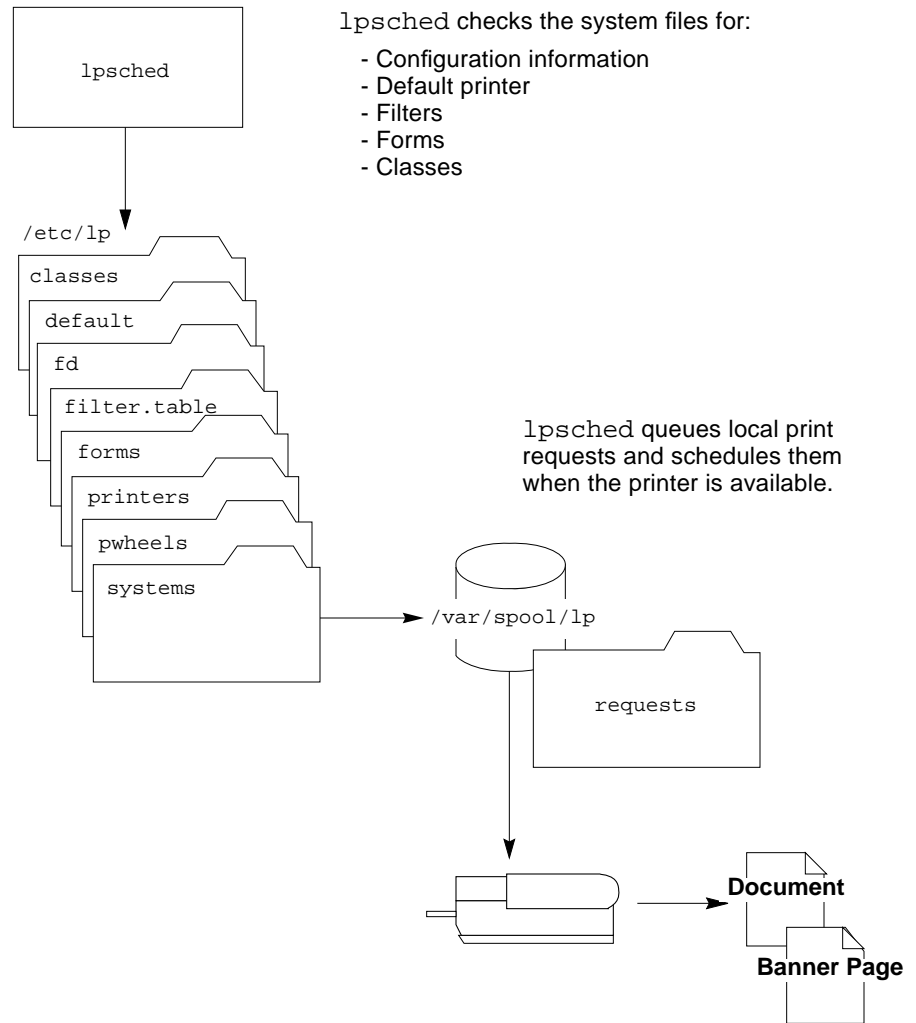 lpsched
lpsched checks the system files for:
- Configuration information
- Default printer
- Filters
- Forms
- Classes
/etc/lp
classes
default
fd
filter.table
forms
printers
pwheels
systems
lpsched queues local print
requests and schedules them
when the printer is available.
/var/spool/lp
requests
Document
Banner Page